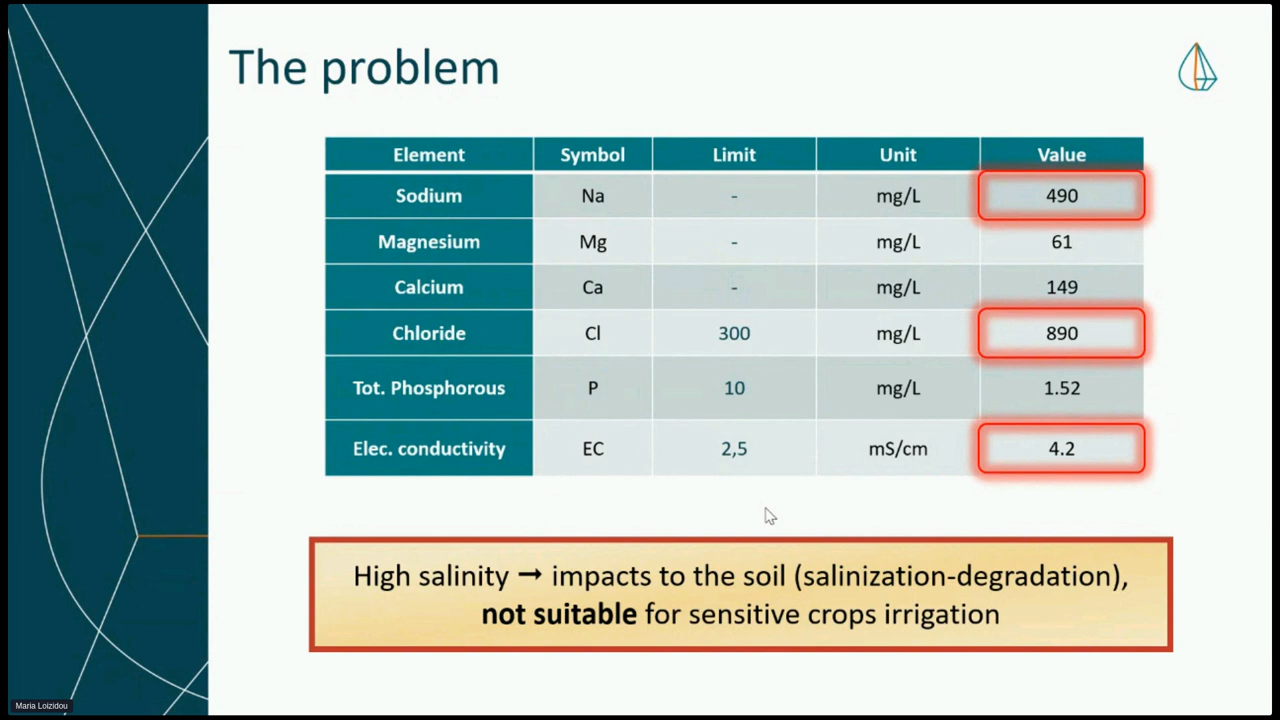 The problem
Element Symbol Limit Unit Value
Sodium Na - mg/L 490
Magnesium Mg - mg/L 61
Calcium Ca - mg/L 149
Chloride Cl 300 mg/L 890
Tot. Phosphorous P 10 mg/L 1.52
Elec. conductivity EC 2,5 mS/cm 4.2
High salinity → impacts to the soil (salinization-degradation),
not suitable for sensitive crops irrigation
Maria Loizidou